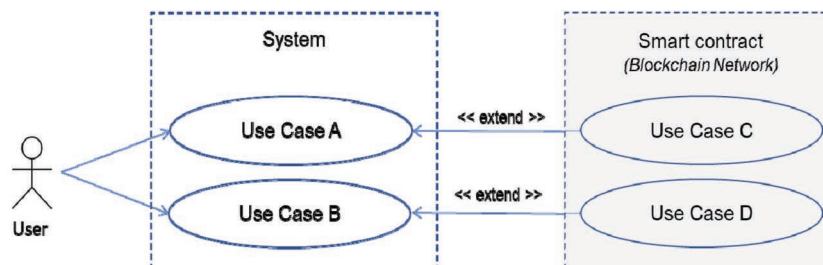 System
Smart contract
(Blockchain Network)
Use Case A
<< extend >>
Use Case C
Use Case B
<< extend >>
Use Case D
User